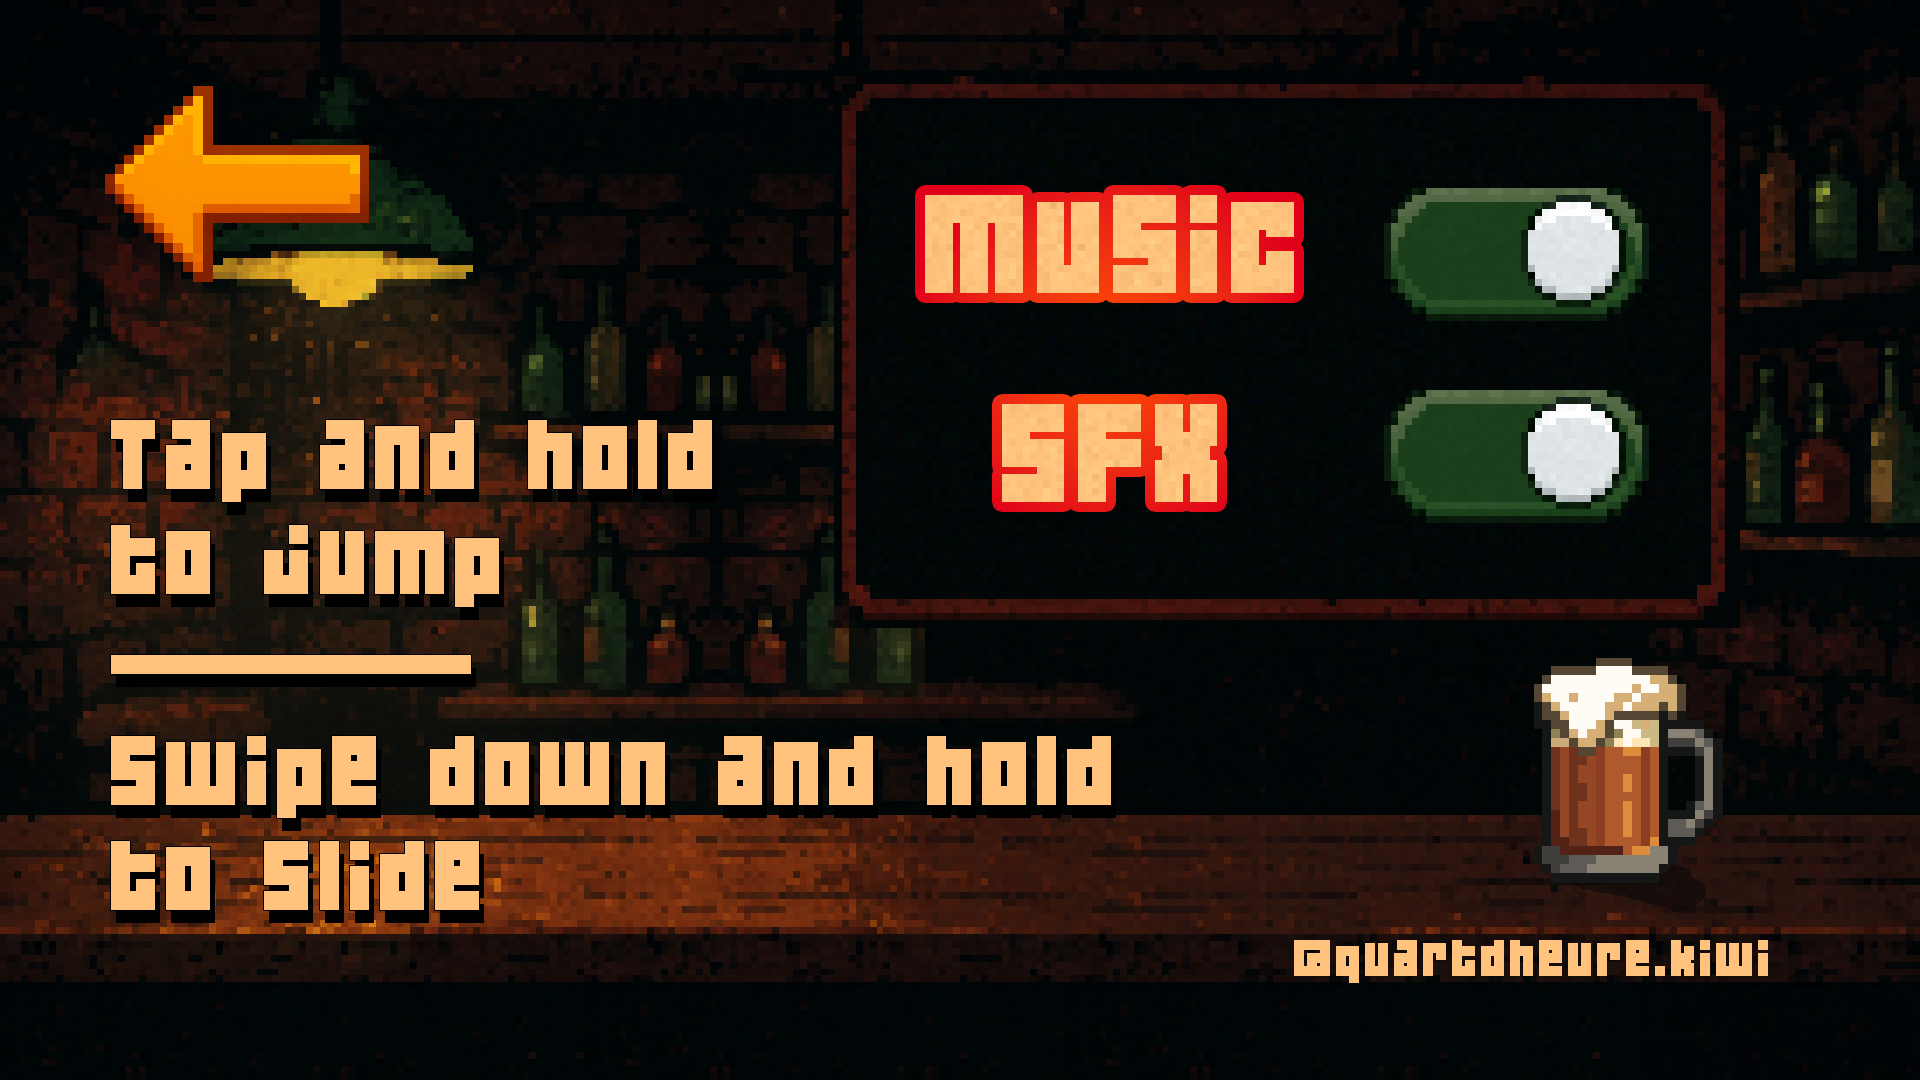 Music
SFX
Tap and hold
to jump
Swipe down and hold
to slide
@quartdheure.kiwi